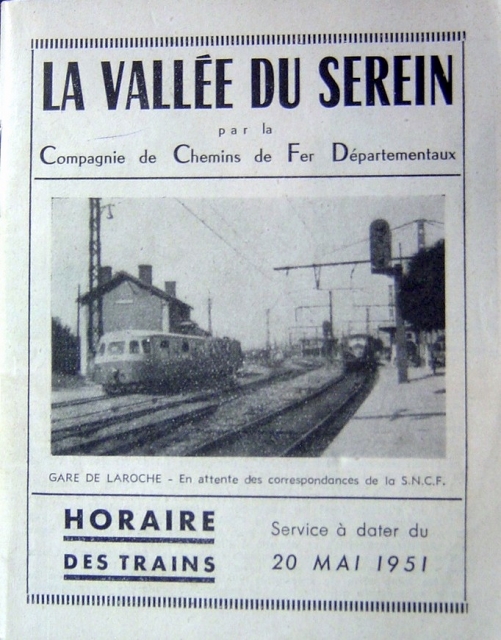 LA VALLÉE DU SEREIN
par la
Compagnie de Chemins de Fer Départementaux
GARE DE LAROCHE - En attente des correspondances de la S.N.C.F.
HORAIRE
DES TRAINS
Service à dater du
20 MAI 1951